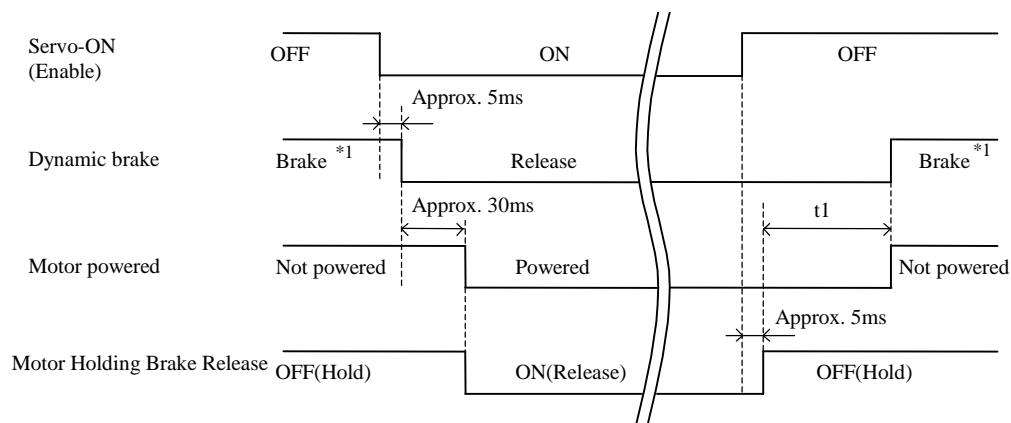 Servo-ON
(Enable)
OFF
ON
OFF
Approx. 5ms
Dynamic brake
Brake *1
Release
Brake *1
Approx. 30ms
t1
Motor powered
Not powered
Powered
Not powered
Approx. 5ms
Motor Holding Brake Release
OFF(Hold)
ON(Release)
OFF(Hold)